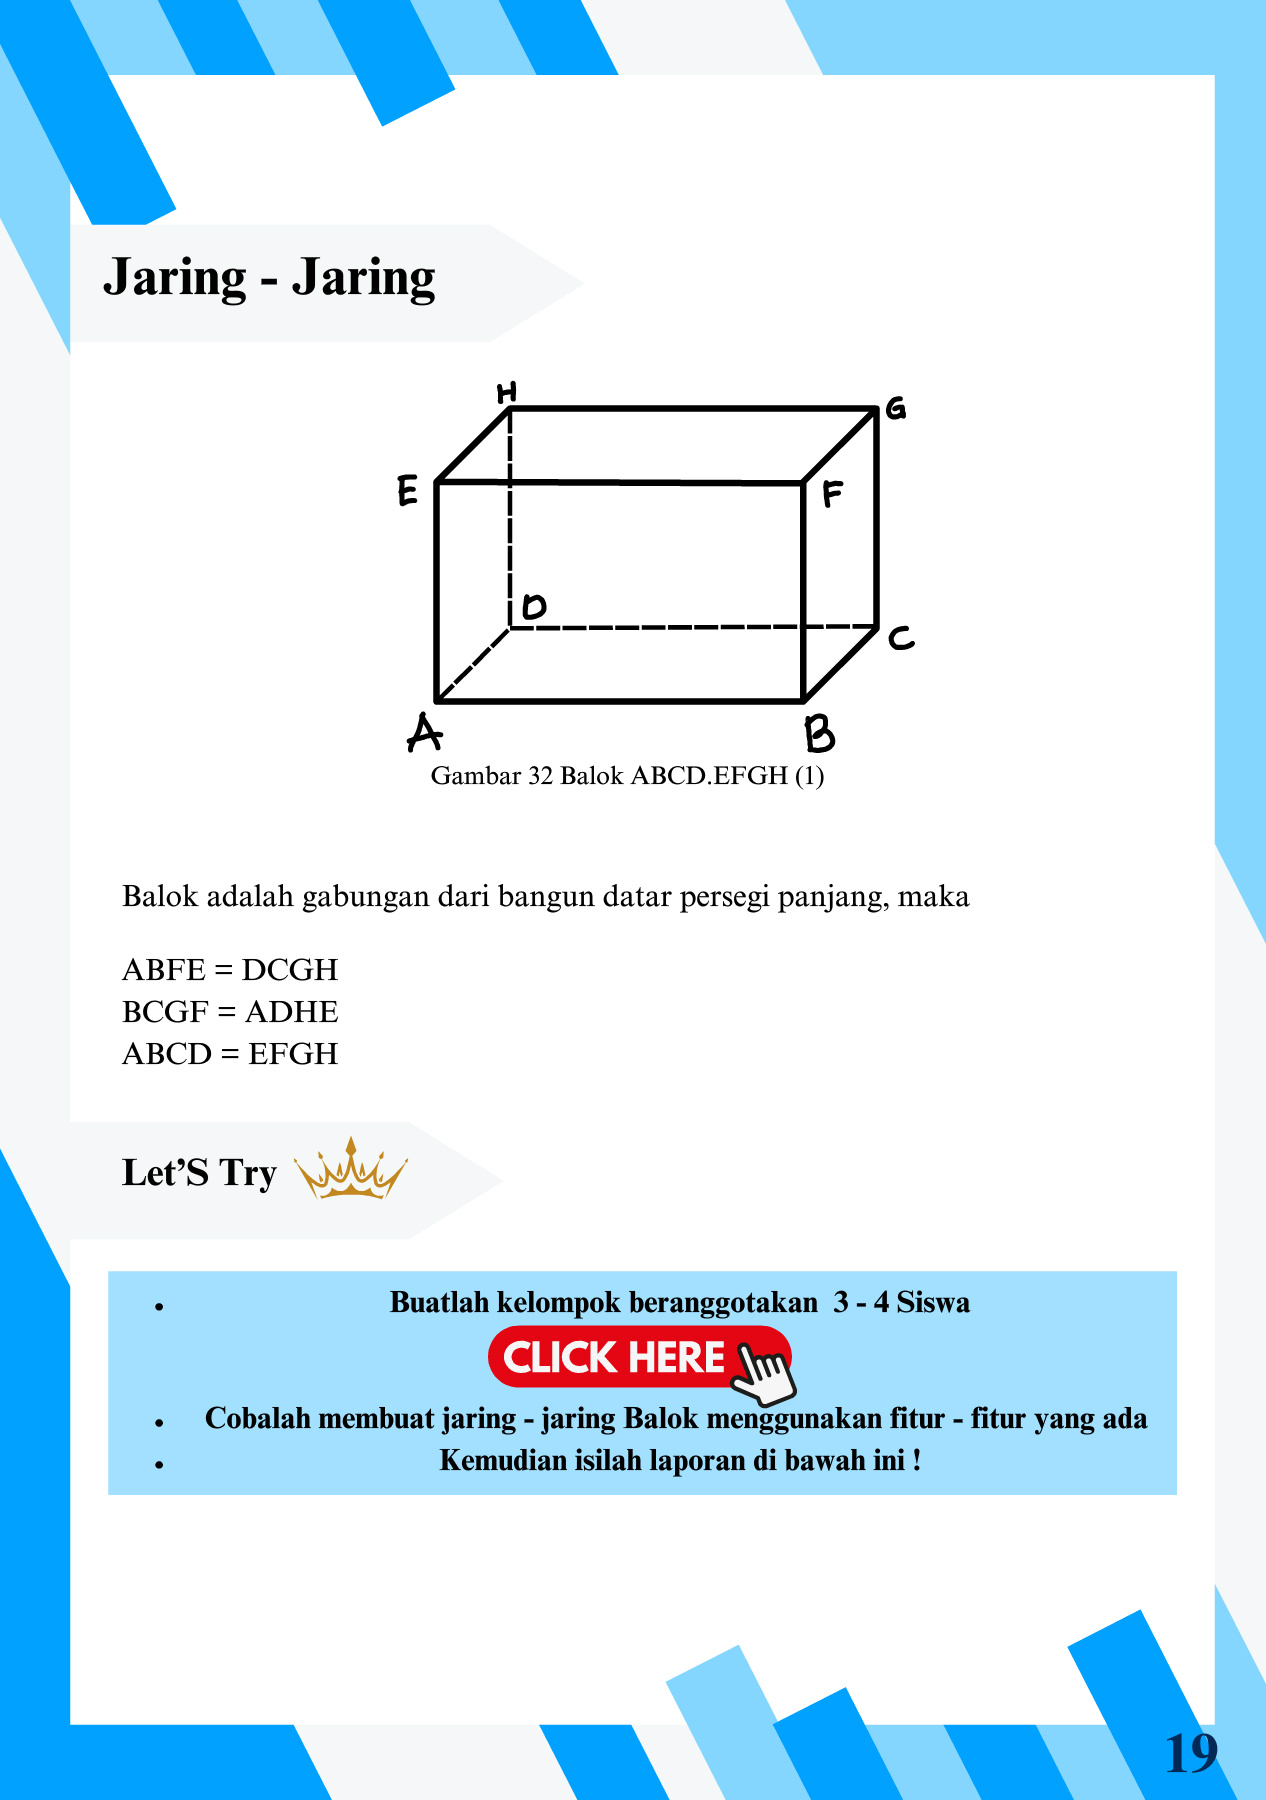 Jaring - Jaring
H
G
E
F
D
C
A
B
Gambar 32 Balok ABCD.EFGH (1)
Balok adalah gabungan dari bangun datar persegi panjang, maka
ABFE = DCGH
BCGF = ADHE
ABCD = EFGH
Let’S Try
• Buatlah kelompok beranggotakan 3 - 4 Siswa
CLICK HERE
• Cobalah membuat jaring - jaring Balok menggunakan fitur - fitur yang ada
• Kemudian isilah laporan di bawah ini !
19